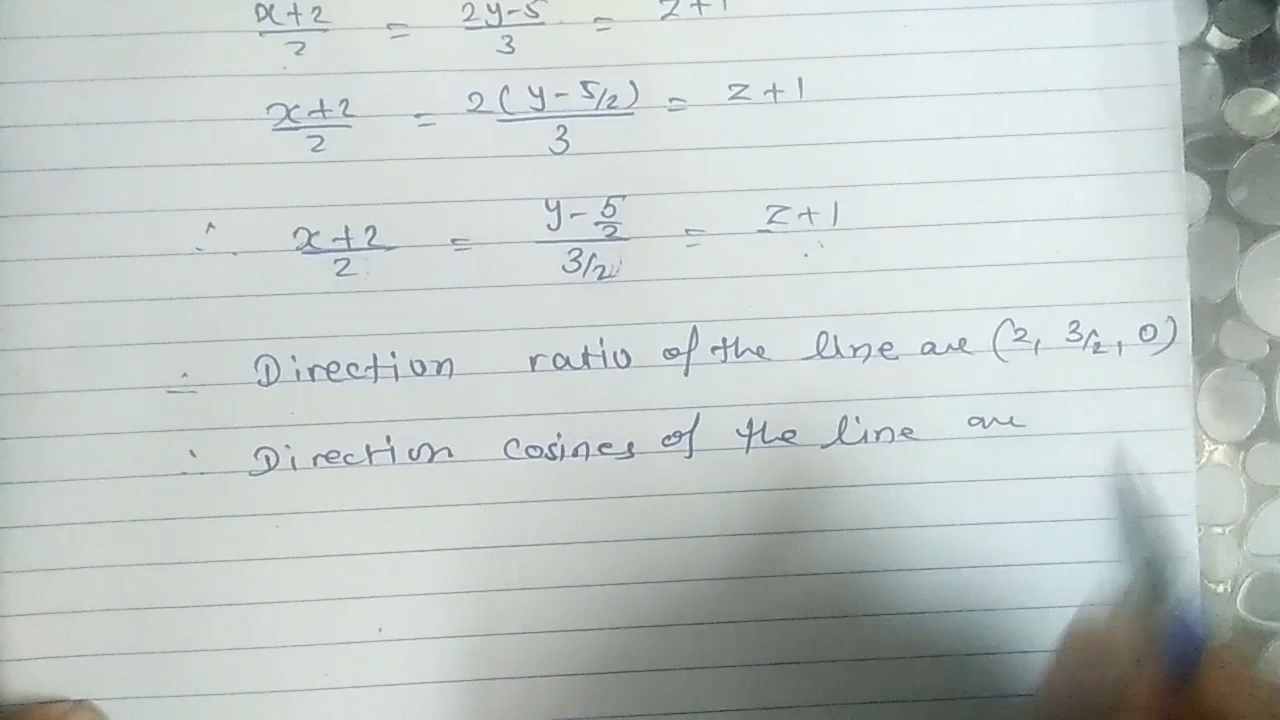 x+2/2 = 2y-5/3 = z+1
x+2/2 = 2(y-5/2)/3 = z+1
∴ x+2/2 = y-5/2/3/2 = z+1
∴ Direction ratio of the line are (2, 3/2, 0)
∴ Direction cosines of the line are